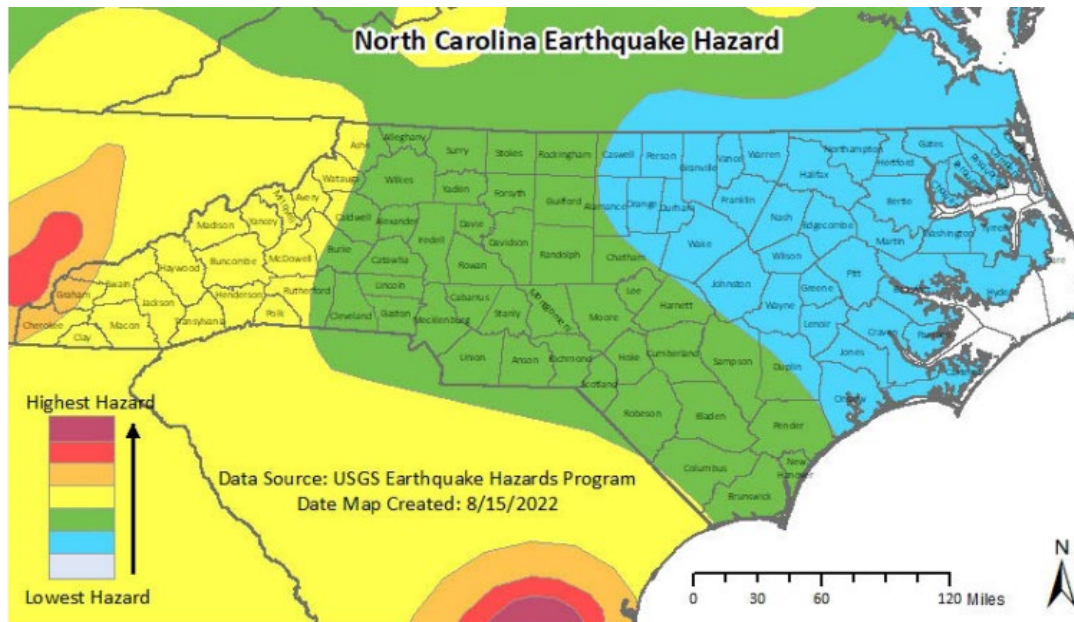 North Carolina Earthquake Hazard
Ashe
Alleghany
Surry
Stokes
Rockingham
Caswell
Person
Granville
Vance
Warren
Northampton
Gates
Hertford
Halifax
Watauga
Wilkes
Yadkin
Forsyth
Guilford
Alamance
Orange
Durham
Franklin
Nash
Bertie
Avery
Mitchell
Yancey
Madison
Caldwell
Alexander
Iredell
Davie
Davidson
Randolph
Chatham
Wake
Edgecombe
Martin
Washington
Tyrrell
Haywood
Buncombe
McDowell
Burke
Catawba
Rowan
Wilson
Pitt
Johnston
Greene
Hyde
Graham
Swain
Jackson
Henderson
Rutherford
Lincoln
Cabarrus
Stanly
Montgomery
Moore
Lee
Harnett
Wayne
Lenoir
Craven
Cherokee
Clay
Macon
Transylvania
Polk
Cleveland
Gaston
Mecklenburg
Union
Anson
Richmond
Hoke
Cumberland
Sampson
Duplin
Jones
Scotland
Robeson
Bladen
Pender
Onslow
Columbus
New
Hanover
Brunswick
Highest Hazard
Lowest Hazard
Data Source: USGS Earthquake Hazards Program
Date Map Created: 8/15/2022
N
0 30 60 120 Miles